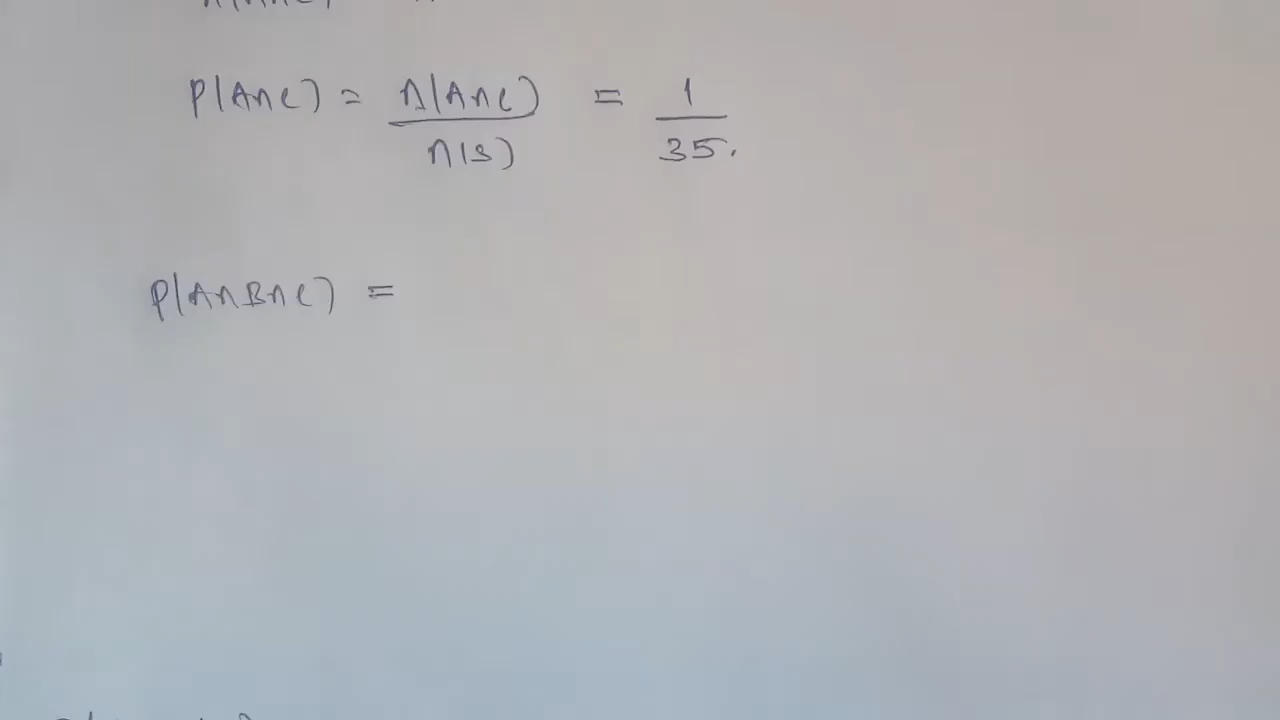 P(A∩C) = n(A∩C) / n(S) = 1 / 35.
P(A∩B∩C) =